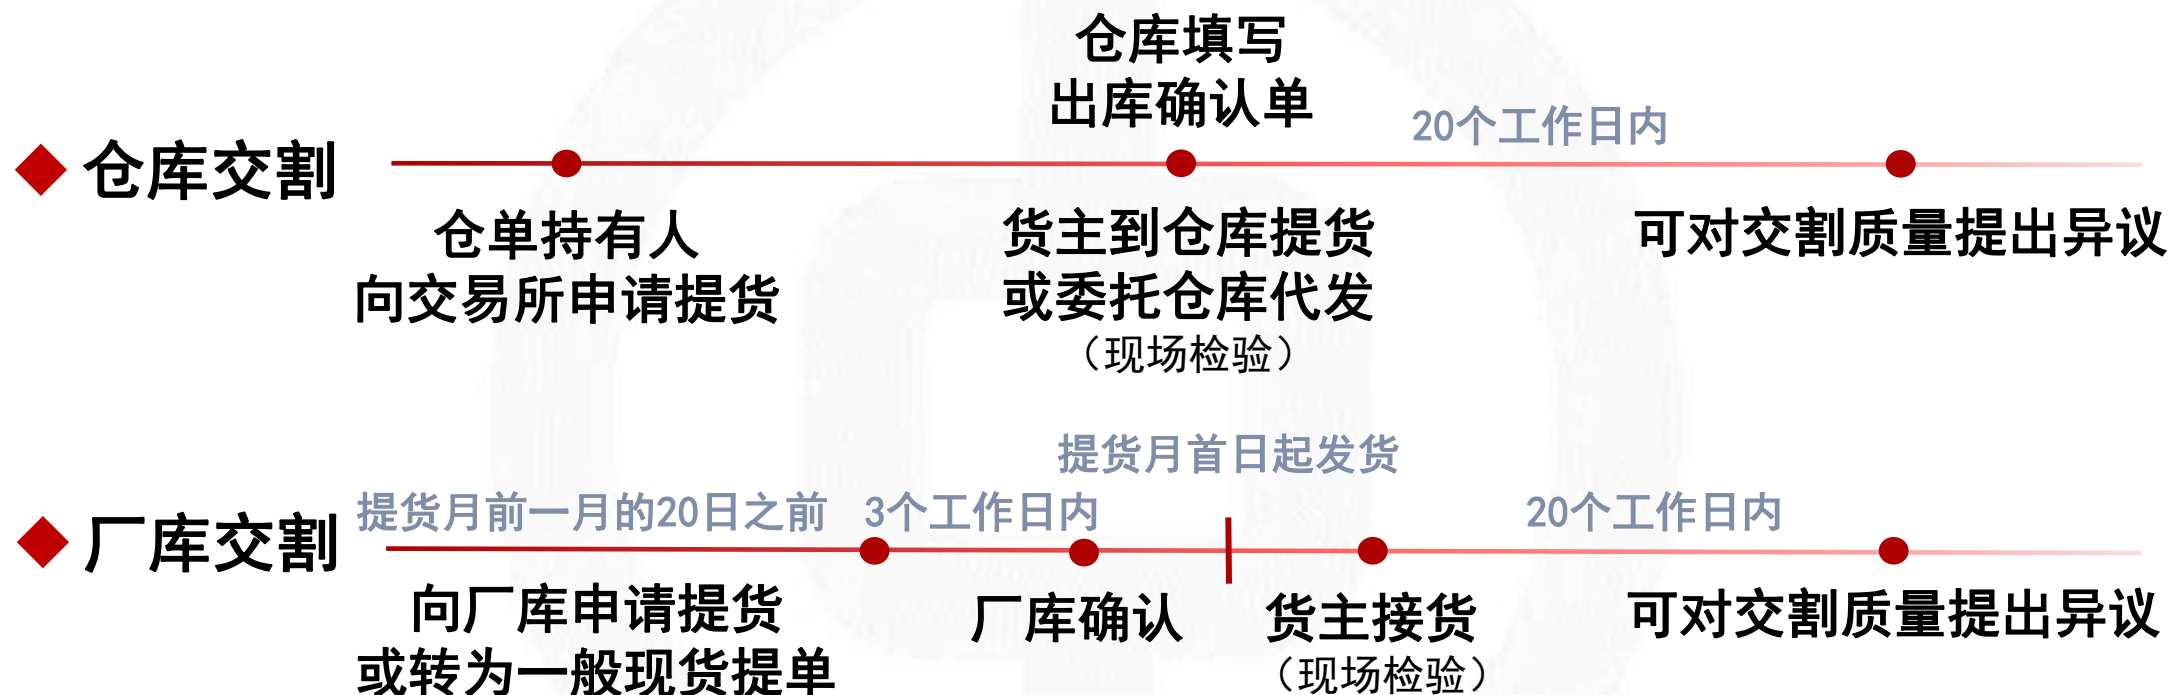 仓库填写
出库确认单
20个工作日内
仓库交割
仓单持有人
向交易所申请提货
货主到仓库提货
或委托仓库代发
（现场检验）
可对交割质量提出异议
提货月首日起发货
提货月前一月的20日之前
3个工作日内
20个工作日内
厂库交割
向厂库申请提货
或转为一般现货提单
厂库确认
货主接货
（现场检验）
可对交割质量提出异议